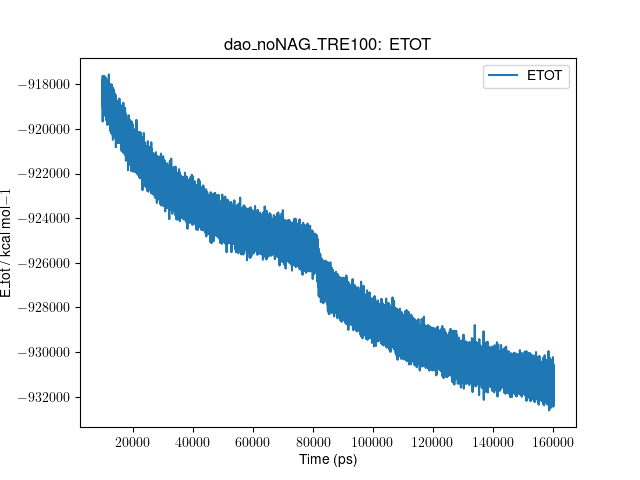 dao_noNAG_TRE100: ETOT
ETOT
−918000
−920000
−922000
−924000
−926000
−928000
−930000
−932000
E_tot / kcal mol−1
20000 40000 60000 80000 100000 120000 140000 160000
Time (ps)